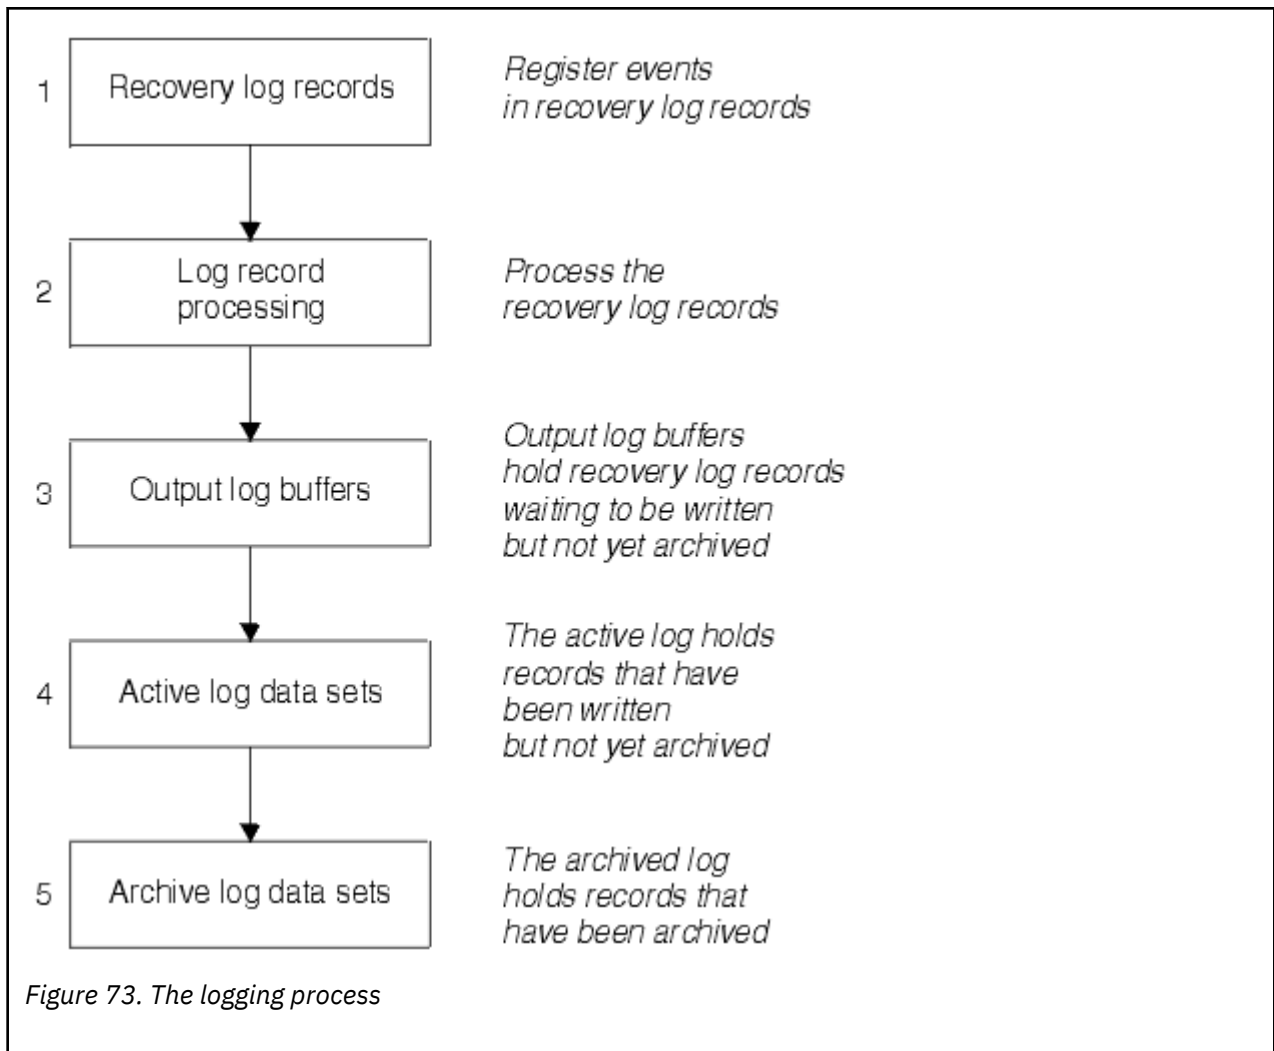 1
Recovery log records
Register events
in recovery log records
2
Log record
processing
Process the
recovery log records
3
Output log buffers
Output log buffers
hold recovery log records
waiting to be written
but not yet archived
4
Active log data sets
The active log holds
records that have
been written
but not yet archived
5
Archive log data sets
The archived log
holds records that
have been archived
Figure 73. The logging process